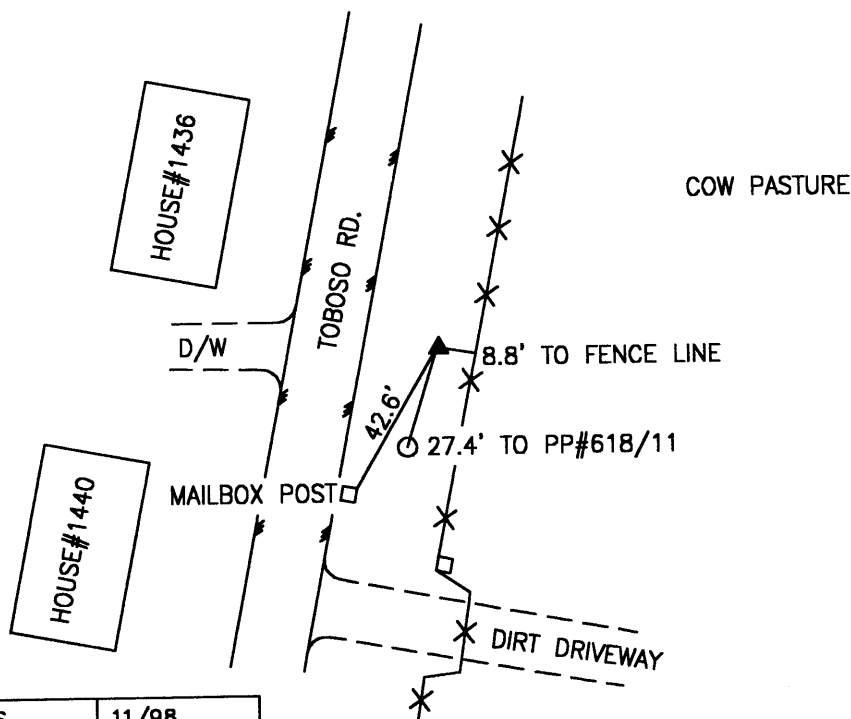 HOUSE#1436
COW PASTURE
TOBOSO RD.
D/W
8.8' TO FENCE LINE
42.6'
27.4' TO PP#618/11
MAILBOX POST
HOUSE#1440
DIRT DRIVEWAY
11/98